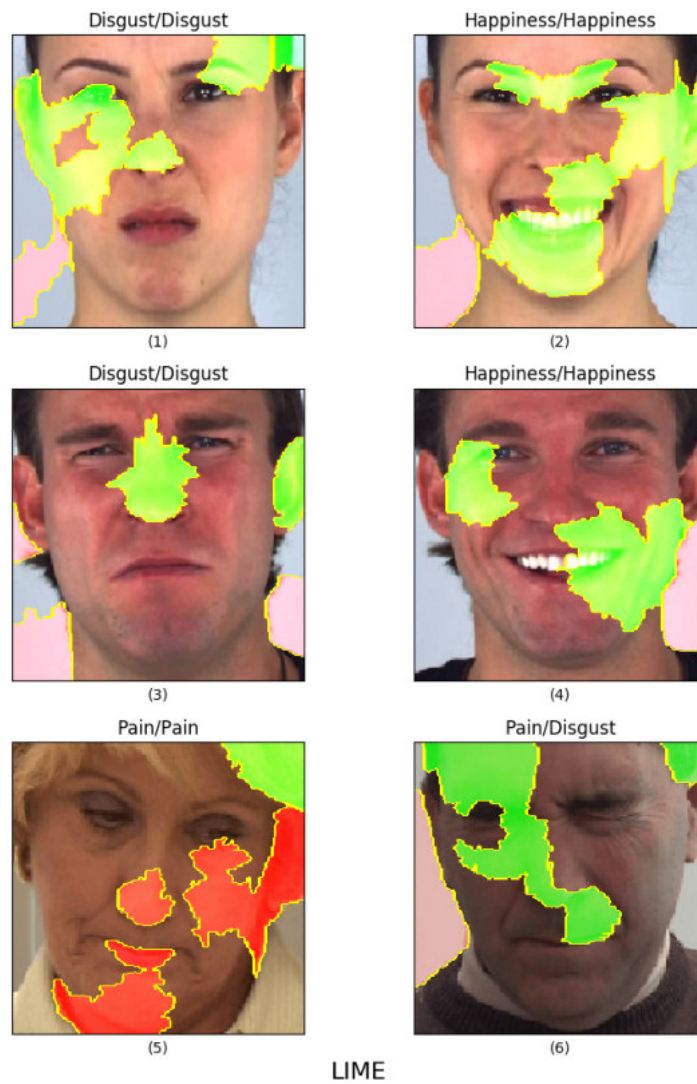 Disgust/Disgust
Happiness/Happiness
(1)
(2)
Disgust/Disgust
Happiness/Happiness
(3)
(4)
Pain/Pain
Pain/Disgust
(5)
(6)
LIME